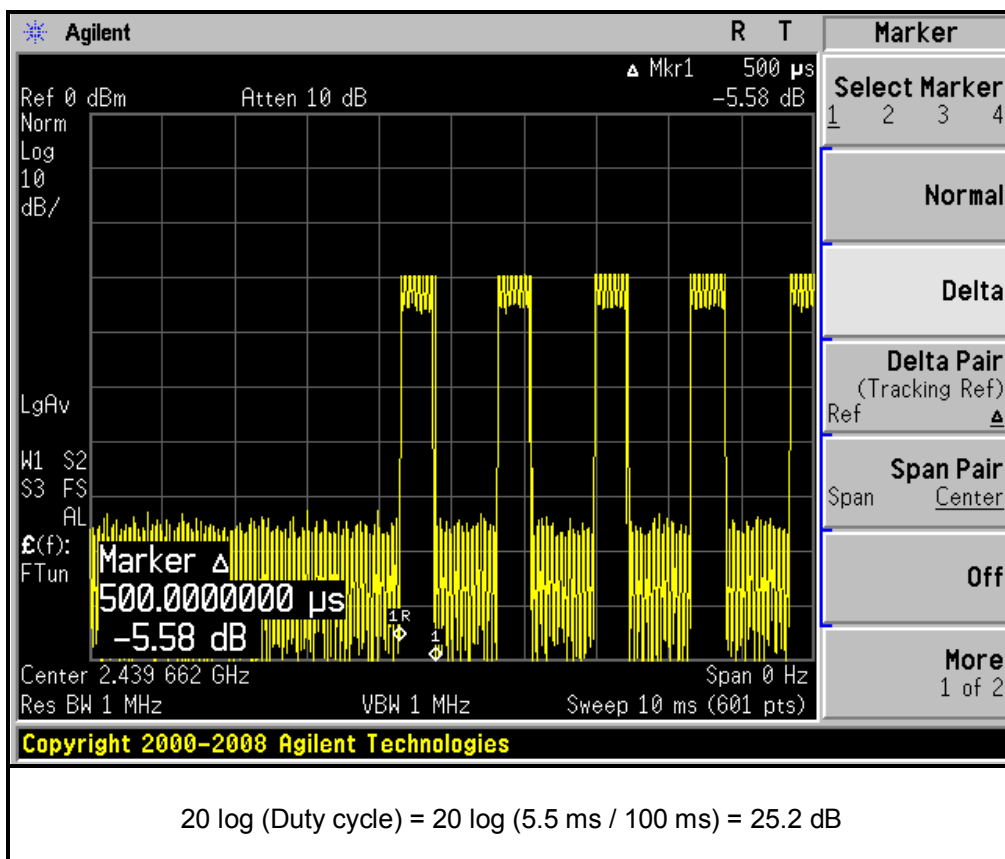 Agilent R T
Δ Mkr1 500 µs
Ref 0 dBm Atten 10 dB -5.58 dB
Norm
Log
10
dB/
LgAv
W1 S2
S3 FS
AL
£(f):
FTun
Marker Δ
500.0000000 µs
-5.58 dB
1R
1
Center 2.439 662 GHz Span 0 Hz
Res BW 1 MHz VBW 1 MHz Sweep 10 ms (601 pts)
Copyright 2000-2008 Agilent Technologies
Marker
Select Marker
1 2 3 4
Normal
Delta
Delta Pair
(Tracking Ref)
Ref Δ
Span Pair
Span Center
Off
More
1 of 2
20 log (Duty cycle) = 20 log (5.5 ms / 100 ms) = 25.2 dB